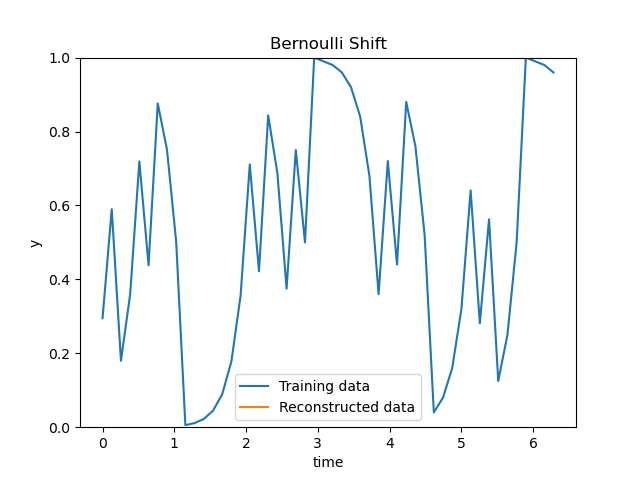 Bernoulli Shift
1.0
0.8
0.6
0.4
0.2
0.0
y
0 1 2 3 4 5 6
time
Training data
Reconstructed data